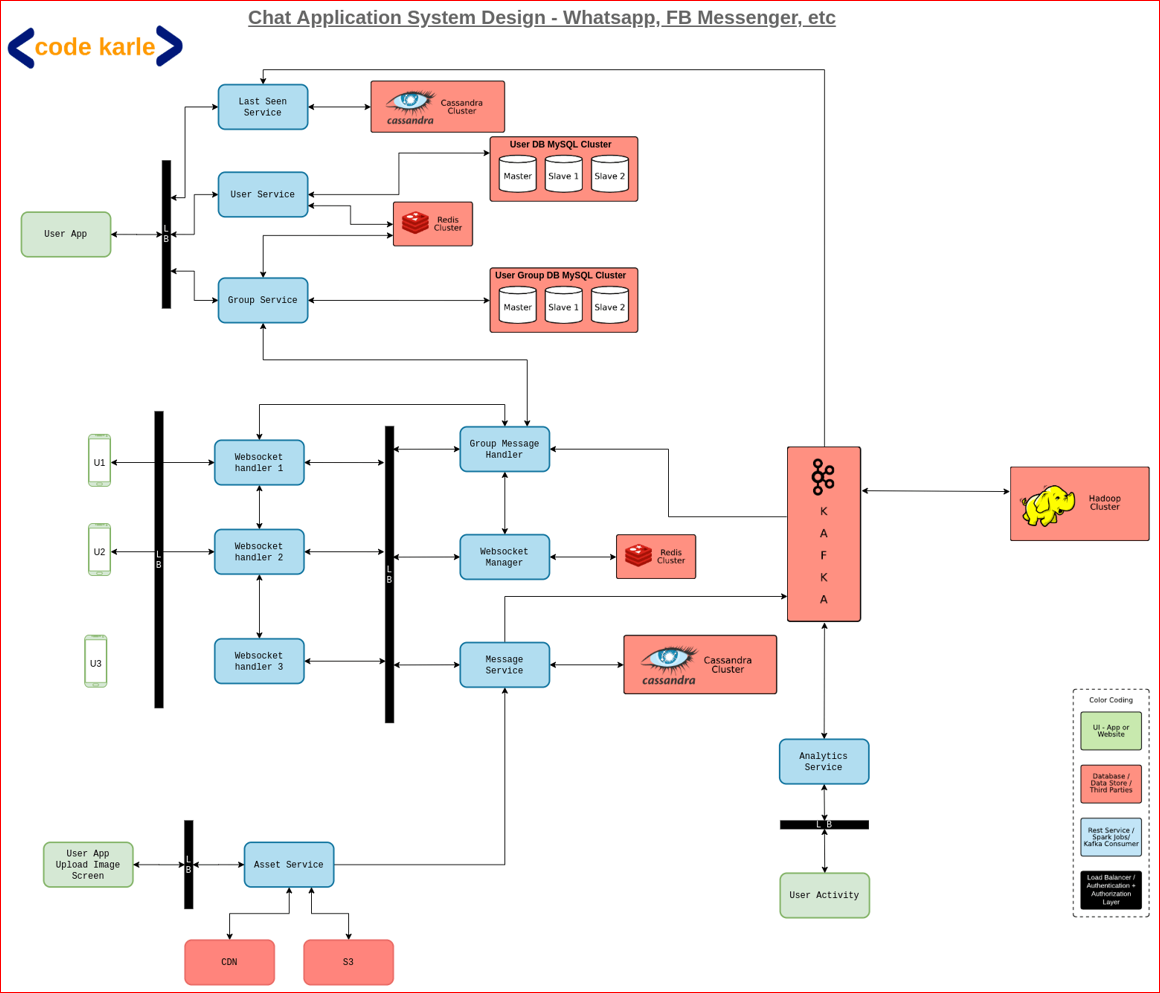 Chat Application System Design - Whatsapp, FB Messenger, etc
code karle
Last Seen
Service
cassandra
Cassandra
Cluster
User DB MySQL Cluster
Master
Slave 1
Slave 2
User Service
Redis
Cluster
User App
L
B
Group Service
User Group DB MySQL Cluster
Master
Slave 1
Slave 2
U1
Websocket
handler 1
Group Message
Handler
K
A
F
K
A
Hadoop
Cluster
U2
L
B
Websocket
handler 2
L
B
Websocket
Manager
Redis
Cluster
U3
Websocket
handler 3
Message
Service
cassandra
Cassandra
Cluster
Analytics
Service
L B
User Activity
User App
Upload Image
Screen
L
B
Asset Service
CDN
S3
Color Coding
UI - App or
Website
Database /
Data Store /
Third Parties
Rest Service /
Spark Jobs/
Kafka Consumer
Load Balancer /
Authentication +
Authorization
Layer